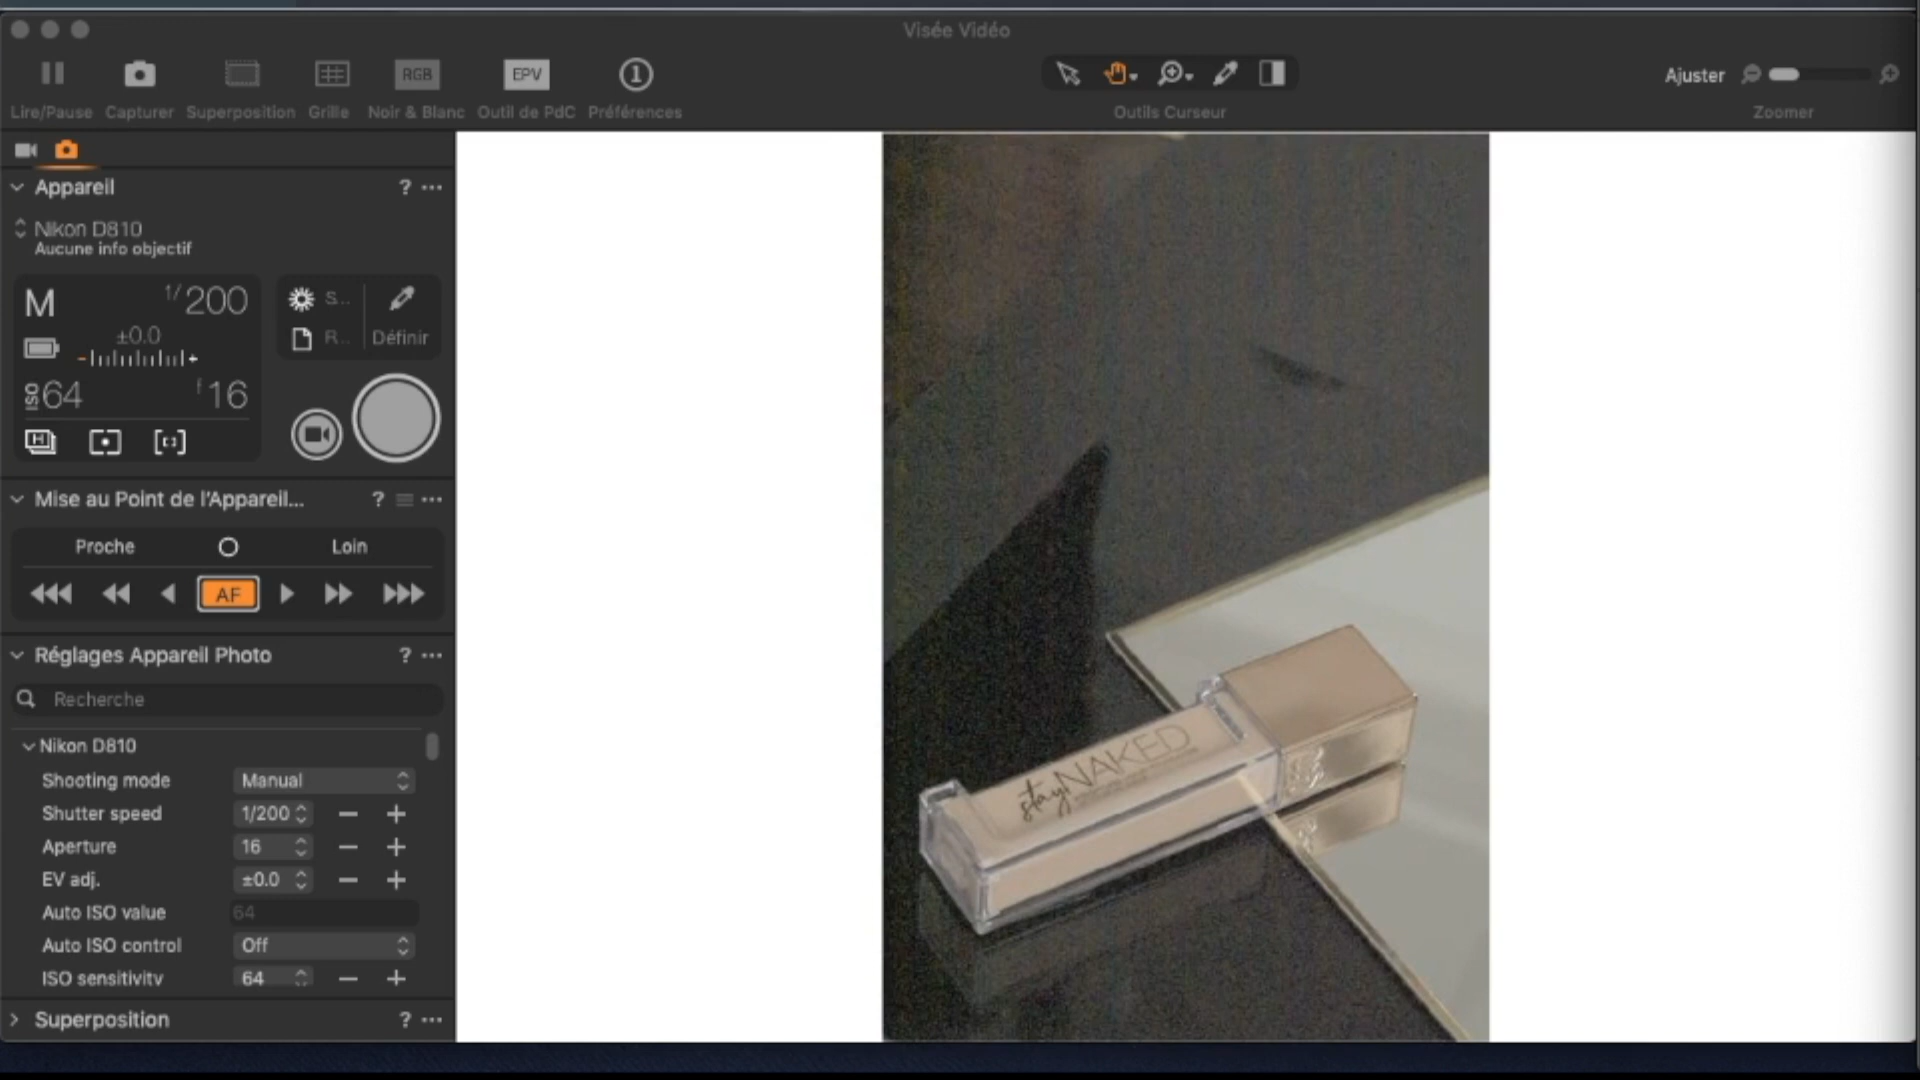 Visée Vidéo
Lire/Pause
Capturer
Superposition
Grille
RGB
Noir & Blanc
EPV
Outil de PdC
Préférences
Outils Curseur
Ajuster
Zoomer
Appareil
? ...
Nikon D810
Aucune info objectif
M 1/200
±0.0
ISO 64 f 16
S...
R...
Définir
Mise au Point de l'Appareil...
? ...
Proche Loin
AF
Réglages Appareil Photo
? ...
Recherche
Nikon D810
Shooting mode Manual
Shutter speed 1/200 − +
Aperture 16 − +
EV adj. ±0.0 − +
Auto ISO value 64
Auto ISO control Off
ISO sensitivity 64 − +
Superposition
? ...
stay NAKED